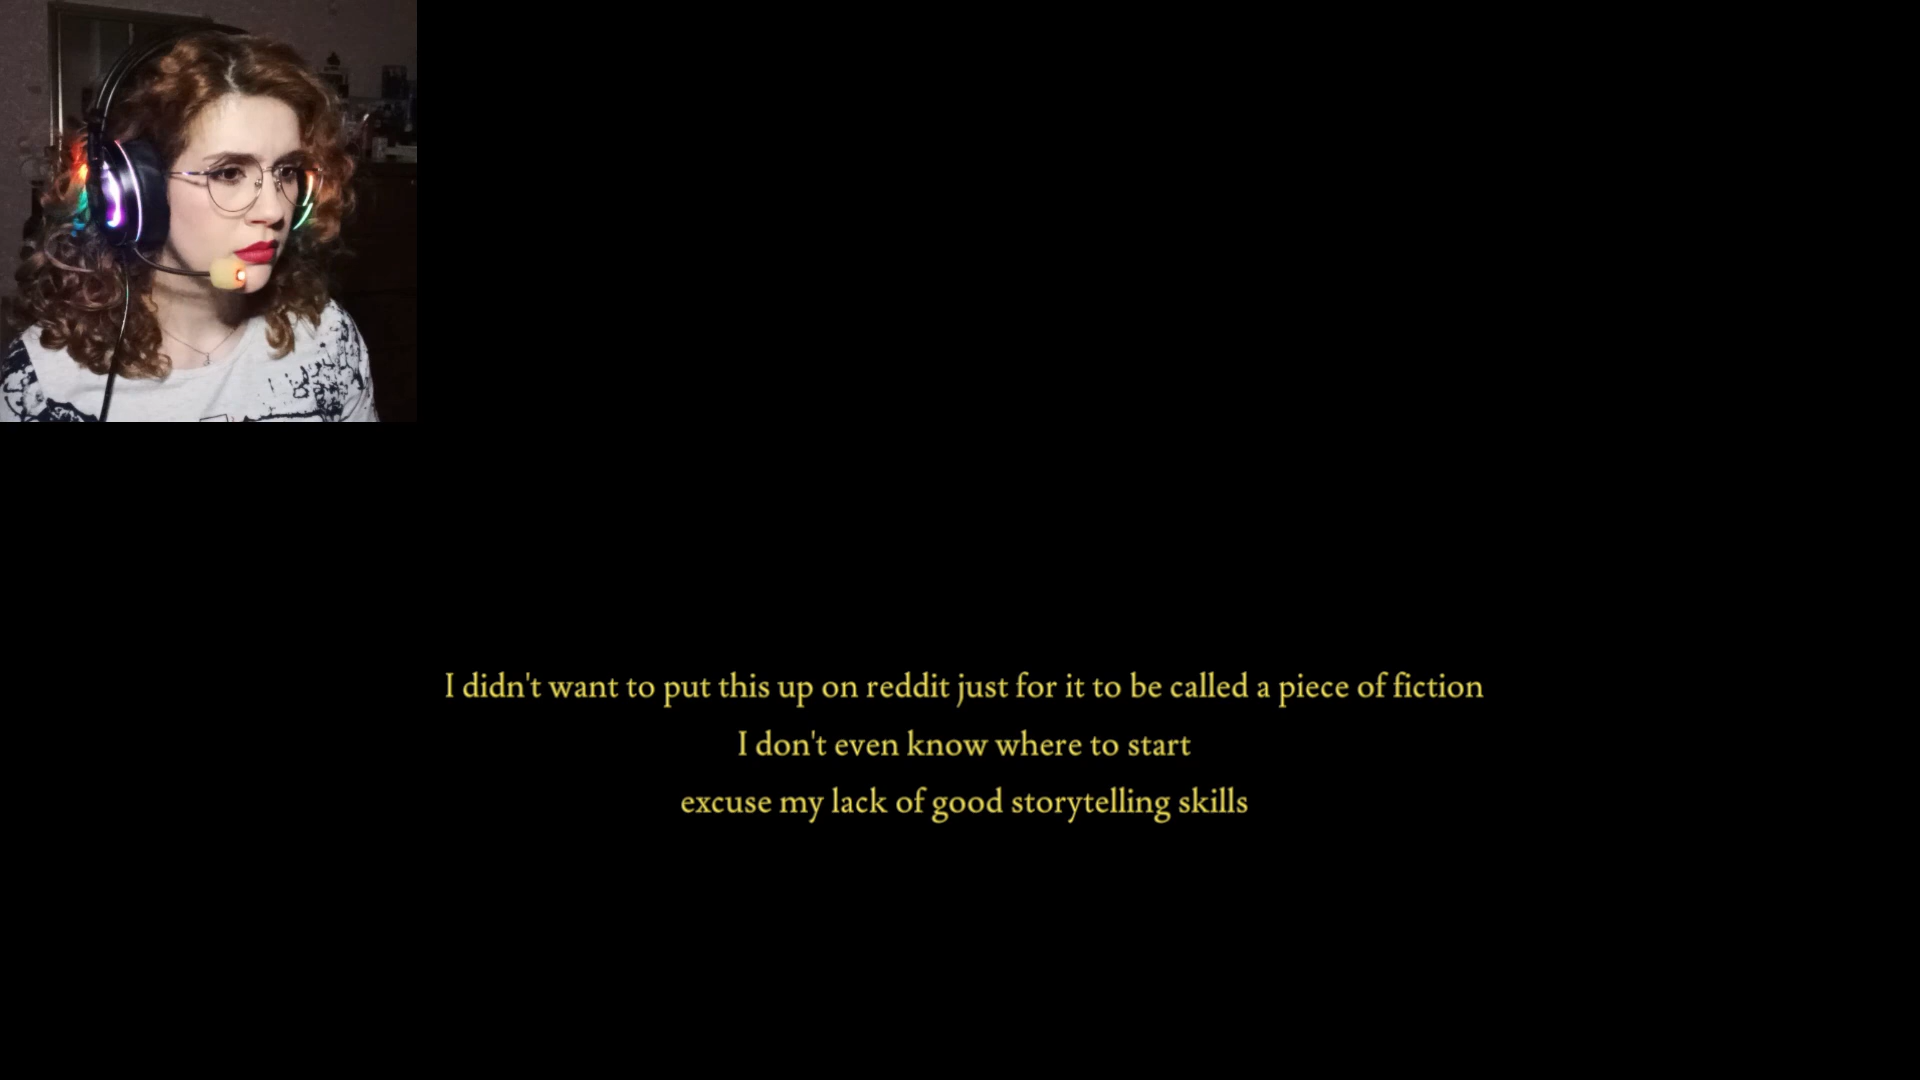 I didn't want to put this up on reddit just for it to be called a piece of fiction
I don't even know where to start
excuse my lack of good storytelling skills